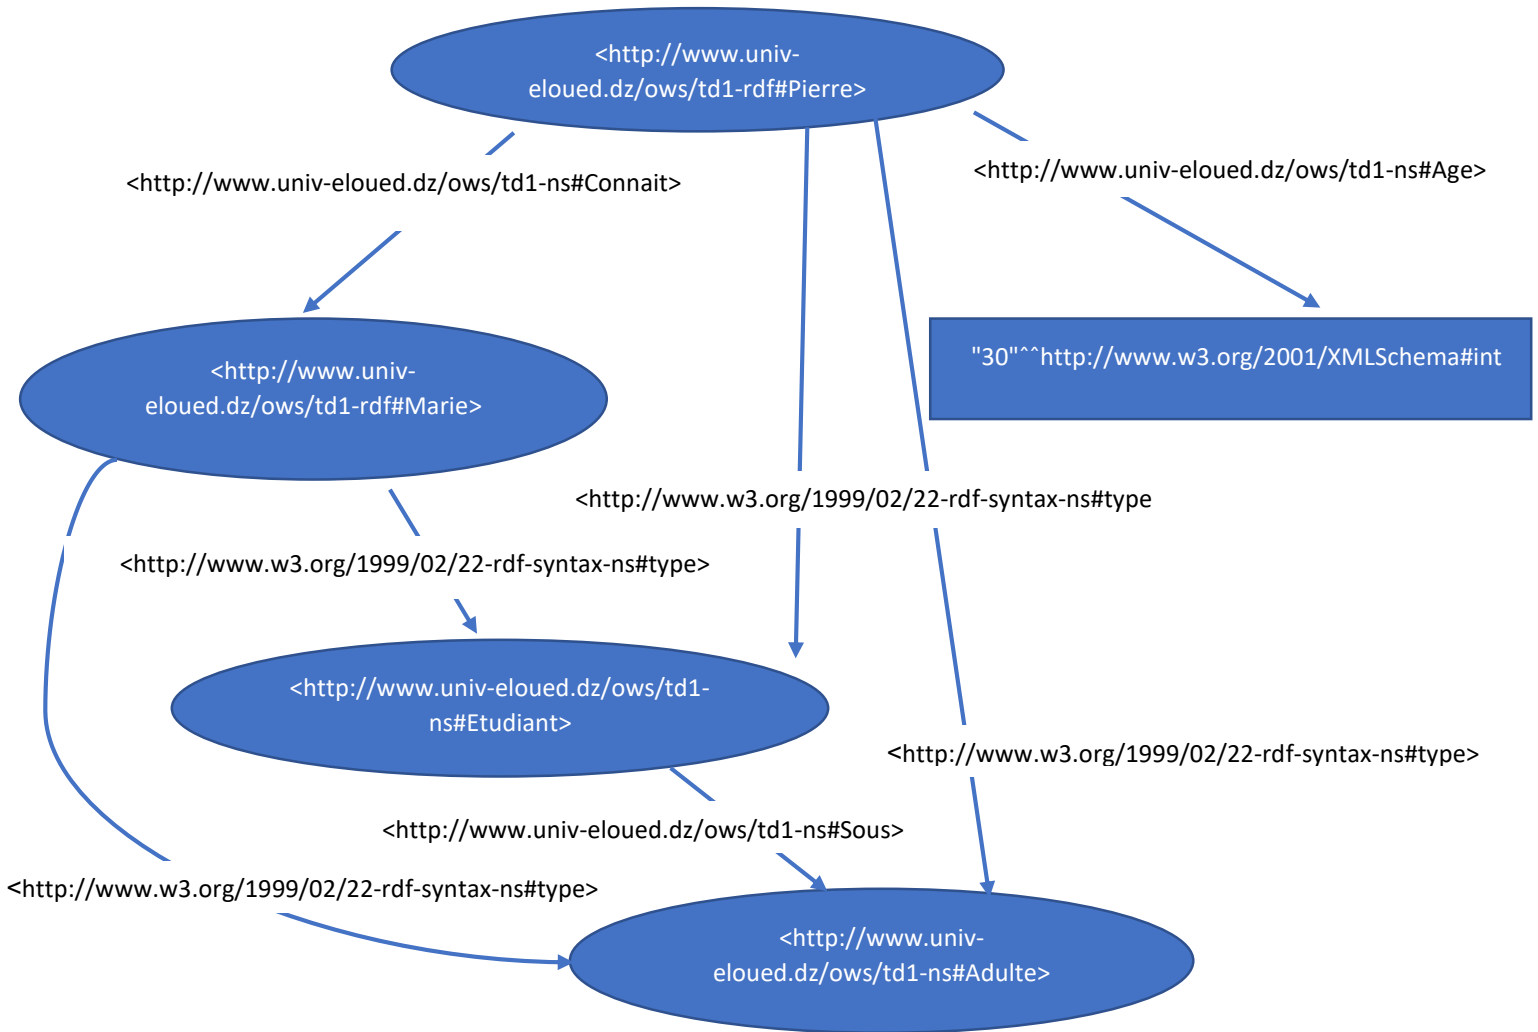 <http://www.univ-
eloued.dz/ows/td1-rdf#Pierre>
<http://www.univ-eloued.dz/ows/td1-ns#Connait>
<http://www.univ-eloued.dz/ows/td1-ns#Age>
<http://www.univ-
eloued.dz/ows/td1-rdf#Marie>
"30"^^http://www.w3.org/2001/XMLSchema#int
<http://www.w3.org/1999/02/22-rdf-syntax-ns#type
<http://www.w3.org/1999/02/22-rdf-syntax-ns#type>
<http://www.univ-eloued.dz/ows/td1-
ns#Etudiant>
<http://www.w3.org/1999/02/22-rdf-syntax-ns#type>
<http://www.univ-eloued.dz/ows/td1-ns#Sous>
<http://www.w3.org/1999/02/22-rdf-syntax-ns#type>
<http://www.univ-
eloued.dz/ows/td1-ns#Adulte>